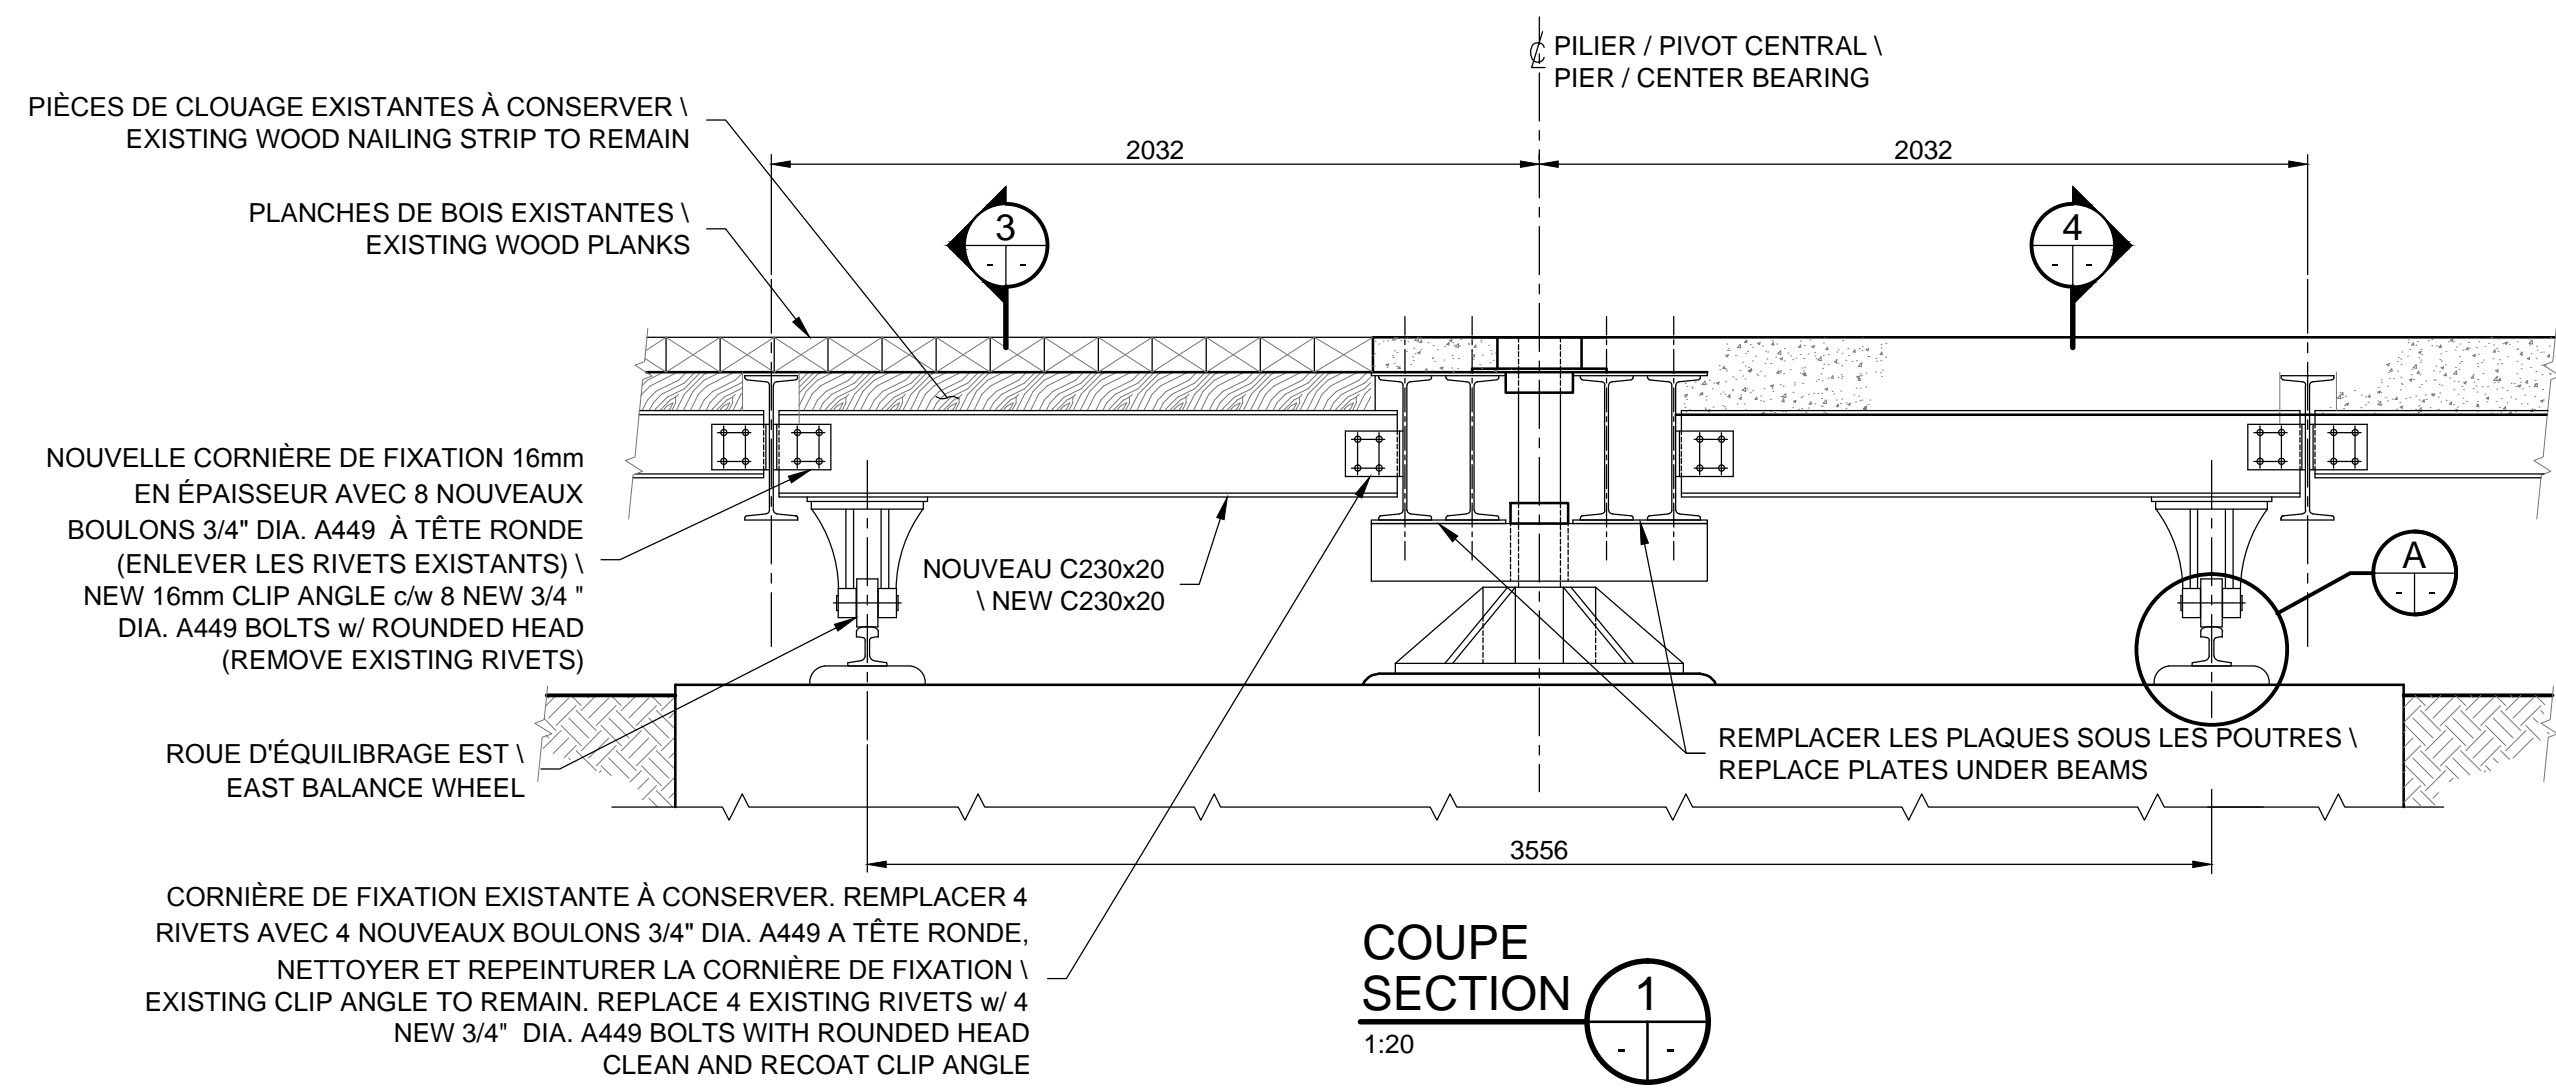 ℄ PILIER / PIVOT CENTRAL \
PIER / CENTER BEARING
PIÈCES DE CLOUAGE EXISTANTES À CONSERVER \
EXISTING WOOD NAILING STRIP TO REMAIN
2032
2032
PLANCHES DE BOIS EXISTANTES \
EXISTING WOOD PLANKS
3
- -
4
- -
NOUVELLE CORNIÈRE DE FIXATION 16mm
EN ÉPAISSEUR AVEC 8 NOUVEAUX
BOULONS 3/4" DIA. A449 À TÊTE RONDE
(ENLEVER LES RIVETS EXISTANTS) \
NEW 16mm CLIP ANGLE c/w 8 NEW 3/4 "
DIA. A449 BOLTS w/ ROUNDED HEAD
(REMOVE EXISTING RIVETS)
NOUVEAU C230x20
\ NEW C230x20
A
- -
ROUE D'ÉQUILIBRAGE EST \
EAST BALANCE WHEEL
REMPLACER LES PLAQUES SOUS LES POUTRES \
REPLACE PLATES UNDER BEAMS
3556
CORNIÈRE DE FIXATION EXISTANTE À CONSERVER. REMPLACER 4
RIVETS AVEC 4 NOUVEAUX BOULONS 3/4" DIA. A449 A TÊTE RONDE,
NETTOYER ET REPEINTURER LA CORNIÈRE DE FIXATION \
EXISTING CLIP ANGLE TO REMAIN. REPLACE 4 EXISTING RIVETS w/ 4
NEW 3/4" DIA. A449 BOLTS WITH ROUNDED HEAD
CLEAN AND RECOAT CLIP ANGLE
COUPE
SECTION
1:20
1
- -